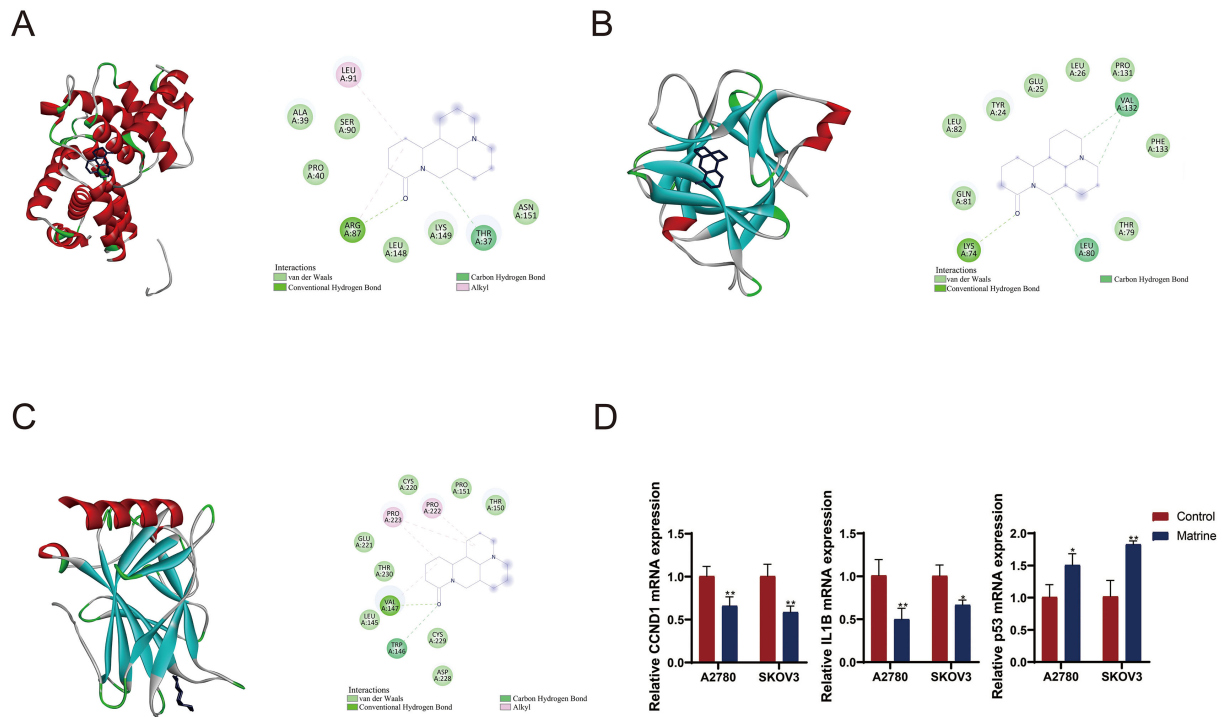 A
LEU
A:91
ALA
A:39
SER
A:90
PRO
A:40
N
N
O
ARG
A:87
LEU
A:148
LYS
A:149
THR
A:37
ASN
A:151
Interactions
van der Waals
Conventional Hydrogen Bond
Carbon Hydrogen Bond
Alkyl
B
LEU
A:26
PRO
A:131
GLU
A:25
VAL
A:132
TYR
A:24
LEU
A:82
PHE
A:133
N
N
O
GLN
A:81
THR
A:79
LYS
A:74
LEU
A:80
Interactions
van der Waals
Conventional Hydrogen Bond
Carbon Hydrogen Bond
C
CYS
A:220
PRO
A:151
THR
A:150
PRO
A:222
PRO
A:223
GLU
A:221
THR
A:230
N
N
O
VAL
A:147
LEU
A:145
TRP
A:146
CYS
A:229
ASP
A:228
Interactions
van der Waals
Conventional Hydrogen Bond
Carbon Hydrogen Bond
Alkyl
D
Relative CCND1 mRNA expression
1.5
1.0
0.5
0.0
**
**
A2780
SKOV3
Relative IL1B mRNA expression
1.5
1.0
0.5
0.0
**
*
A2780
SKOV3
Relative p53 mRNA expression
2.0
1.5
1.0
0.5
0.0
*
**
A2780
SKOV3
Control
Matrine